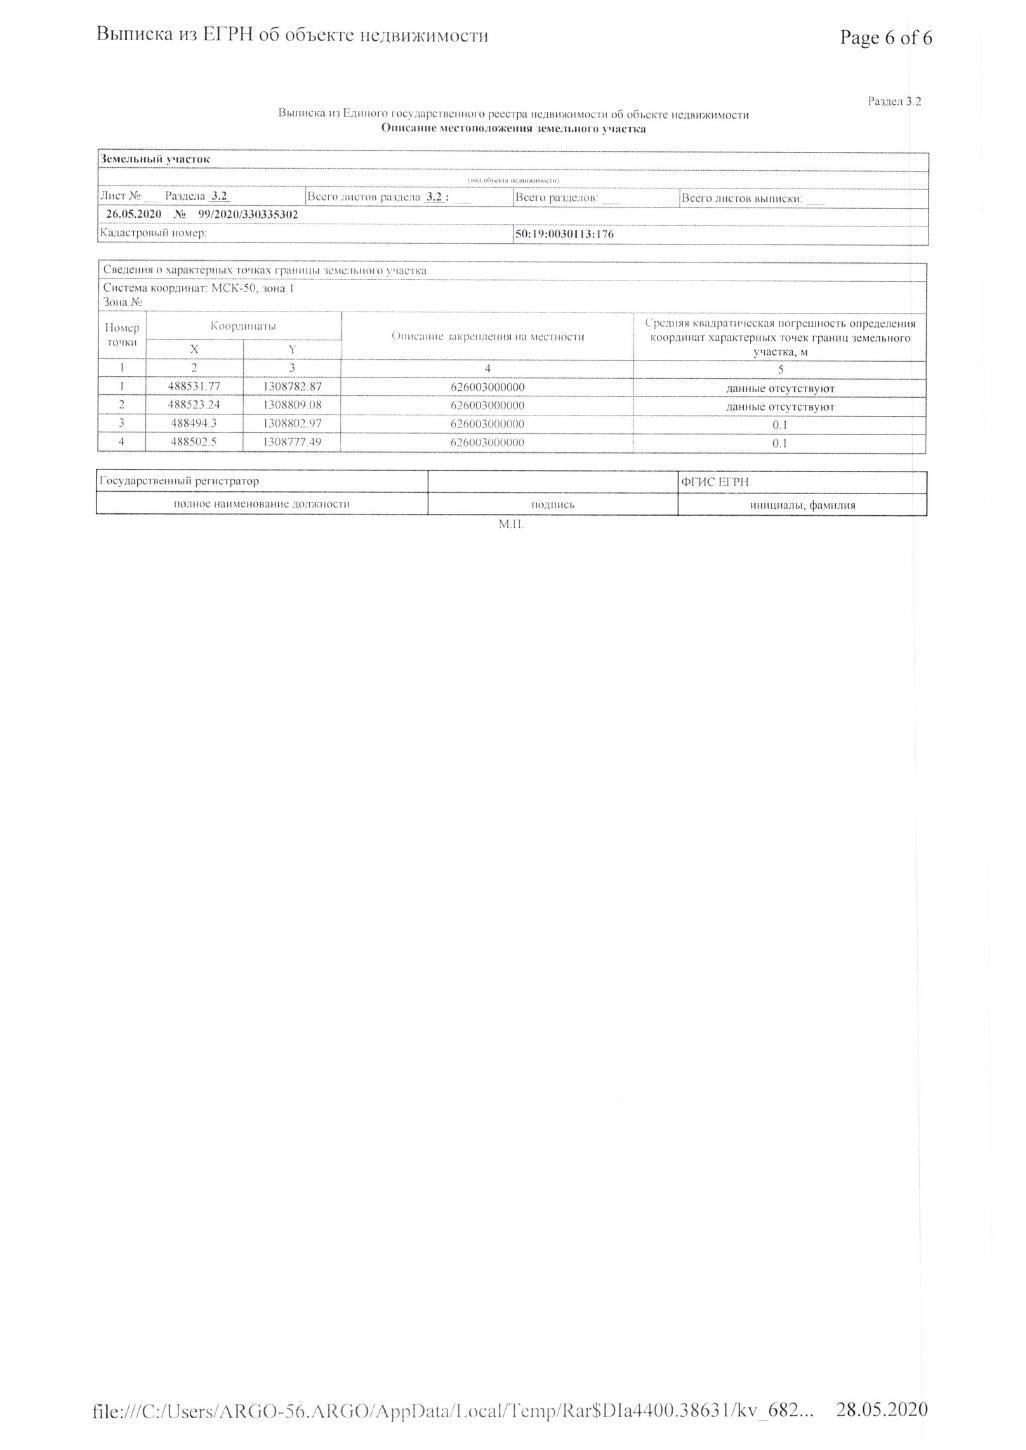 Выписка из ЕГРН об объекте недвижимости Page 6 of 6
Раздел 3.2
Выписка из Единого государственного реестра недвижимости об объекте недвижимости
Описание местоположения земельного участка
Земельный участок
(вид объекта недвижимости)
Лист № ___ Раздела 3.2 Всего листов раздела 3.2 : ___ Всего разделов: ___ Всего листов выписки: ___
26.05.2020 № 99/2020/330335302
Кадастровый номер: 50:19:0030113:176
Сведения о характерных точках границы земельного участка
Система координат: МСК-50, зона 1
Зона №
Номер точки Координаты Описание закрепления на местности Средняя квадратическая погрешность определения координат характерных точек границ земельного участка, м
X Y
1 2 3 4 5
1 488531.77 1308782.87 626003000000 данные отсутствуют
2 488523.24 1308809.08 626003000000 данные отсутствуют
3 488494.3 1308802.97 626003000000 0.1
4 488502.5 1308777.49 626003000000 0.1
Государственный регистратор ФГИС ЕГРН
полное наименование должности подпись инициалы, фамилия
М.П.
file:///C:/Users/ARGO-56.ARGO/AppData/Local/Temp/Rar$DIa4400.38631/kv_682... 28.05.2020